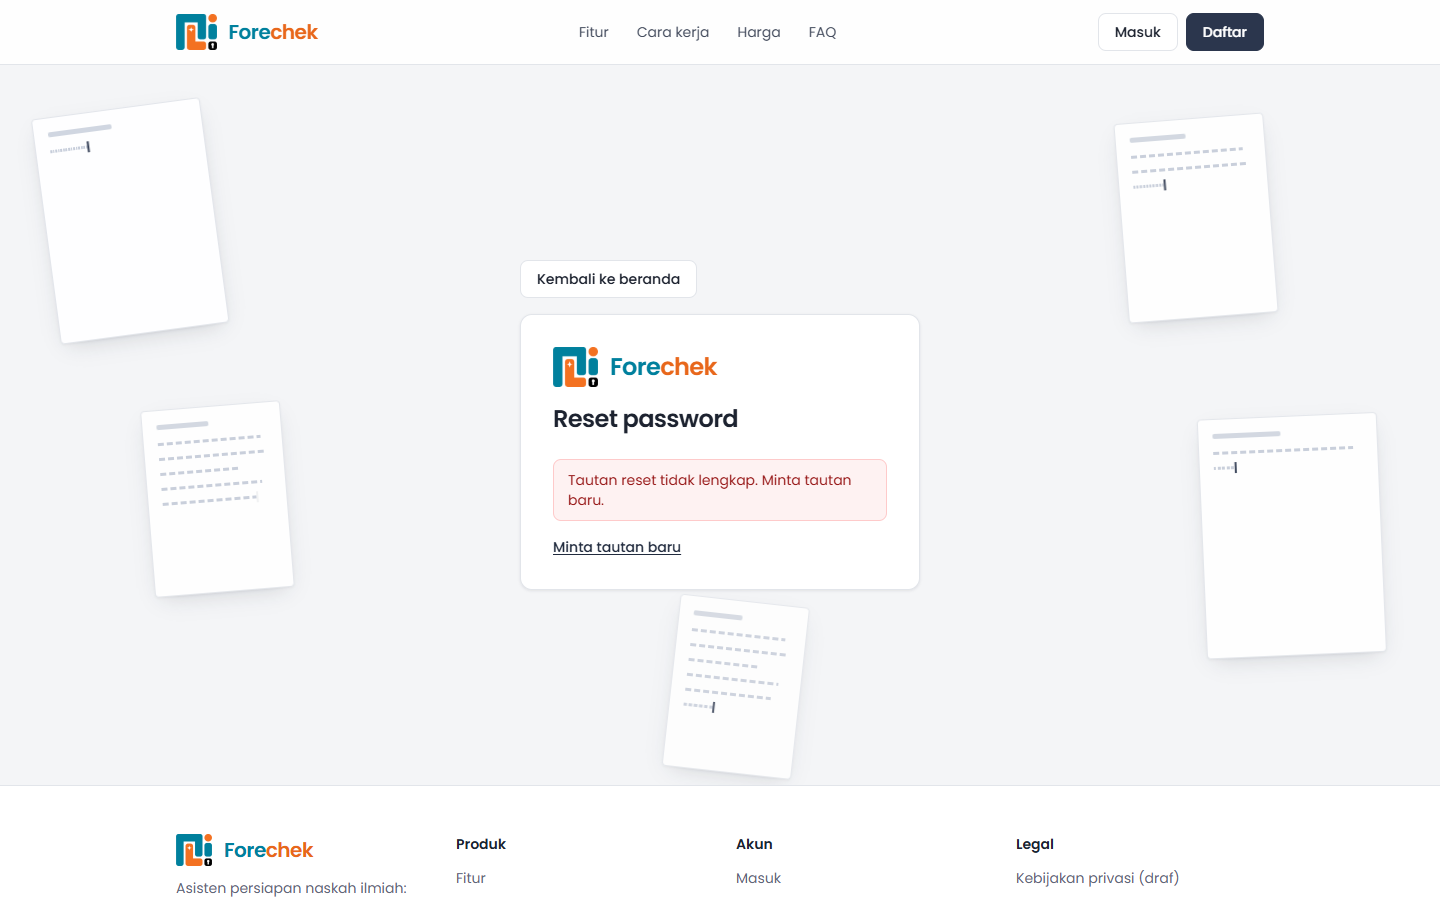 Forechek
Fitur
Cara kerja
Harga
FAQ
Masuk
Daftar
Kembali ke beranda
Forechek
Reset password
Tautan reset tidak lengkap. Minta tautan
baru.
Minta tautan baru
Forechek
Asisten persiapan naskah ilmiah:
Produk
Fitur
Akun
Masuk
Legal
Kebijakan privasi (draf)